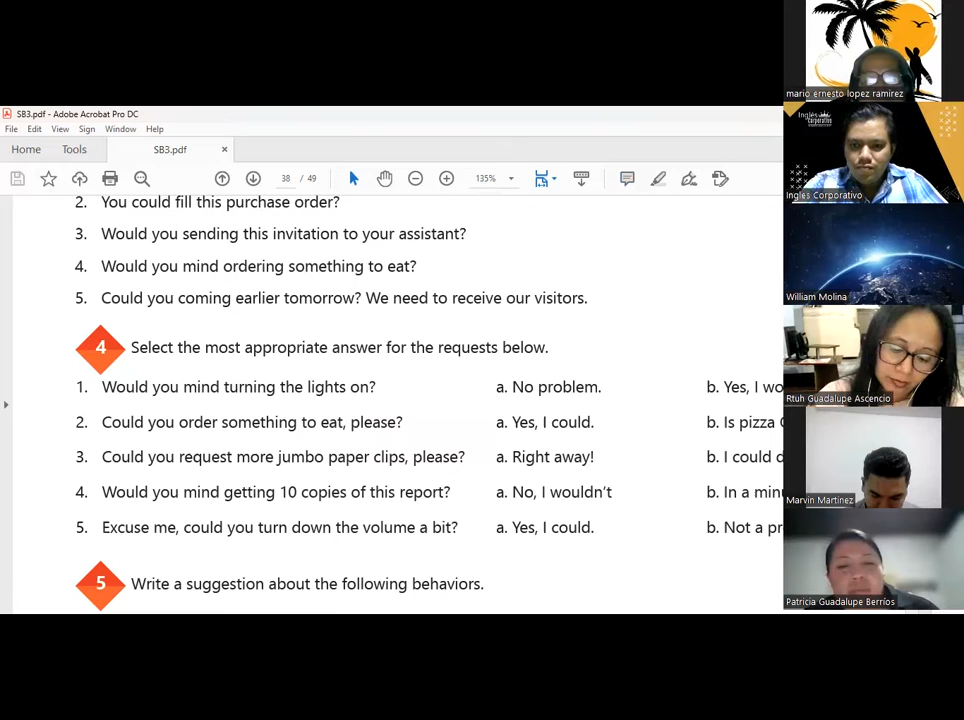 SB3.pdf - Adobe Acrobat Pro DC
File Edit View Sign Window Help
Home Tools SB3.pdf ×
38 / 49 135%
2. You could fill this purchase order?
3. Would you sending this invitation to your assistant?
4. Would you mind ordering something to eat?
5. Could you coming earlier tomorrow? We need to receive our visitors.
4 Select the most appropriate answer for the requests below.
1. Would you mind turning the lights on? a. No problem. b. Yes, I wo
2. Could you order something to eat, please? a. Yes, I could. b. Is pizza
3. Could you request more jumbo paper clips, please? a. Right away! b. I could d
4. Would you mind getting 10 copies of this report? a. No, I wouldn't b. In a min
5. Excuse me, could you turn down the volume a bit? a. Yes, I could. b. Not a pr
5 Write a suggestion about the following behaviors.
mario ernesto lopez ramirez
Inglés
corporativo
Ingles Corporativo
William Molina
Rtuh Guadalupe Ascencio
Marvin Martinez
Patricia Guadalupe Berríos